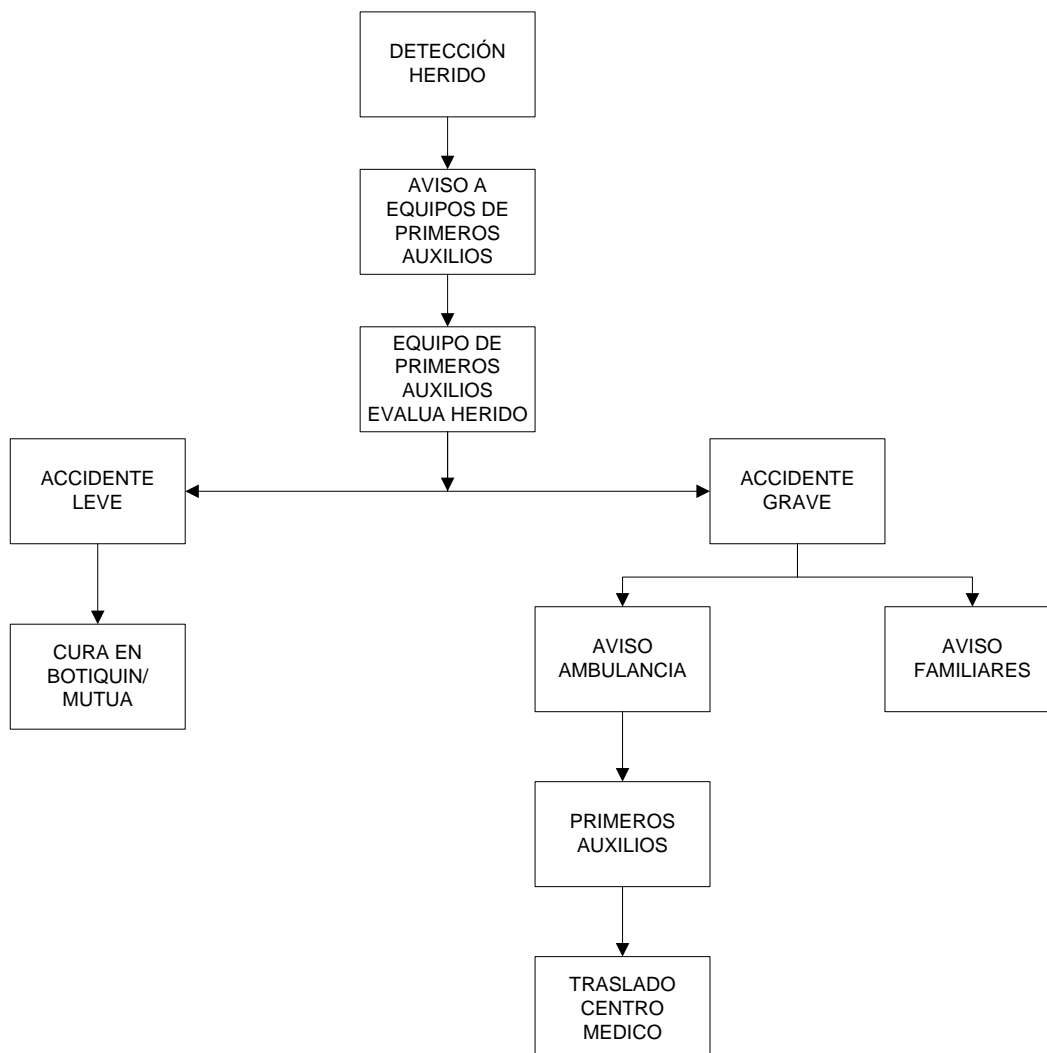 DETECCIÓN
HERIDO
AVISO A
EQUIPOS DE
PRIMEROS
AUXILIOS
EQUIPO DE
PRIMEROS
AUXILIOS
EVALUA HERIDO
ACCIDENTE
LEVE
ACCIDENTE
GRAVE
CURA EN
BOTIQUIN/
MUTUA
AVISO
AMBULANCIA
AVISO
FAMILIARES
PRIMEROS
AUXILIOS
TRASLADO
CENTRO
MEDICO